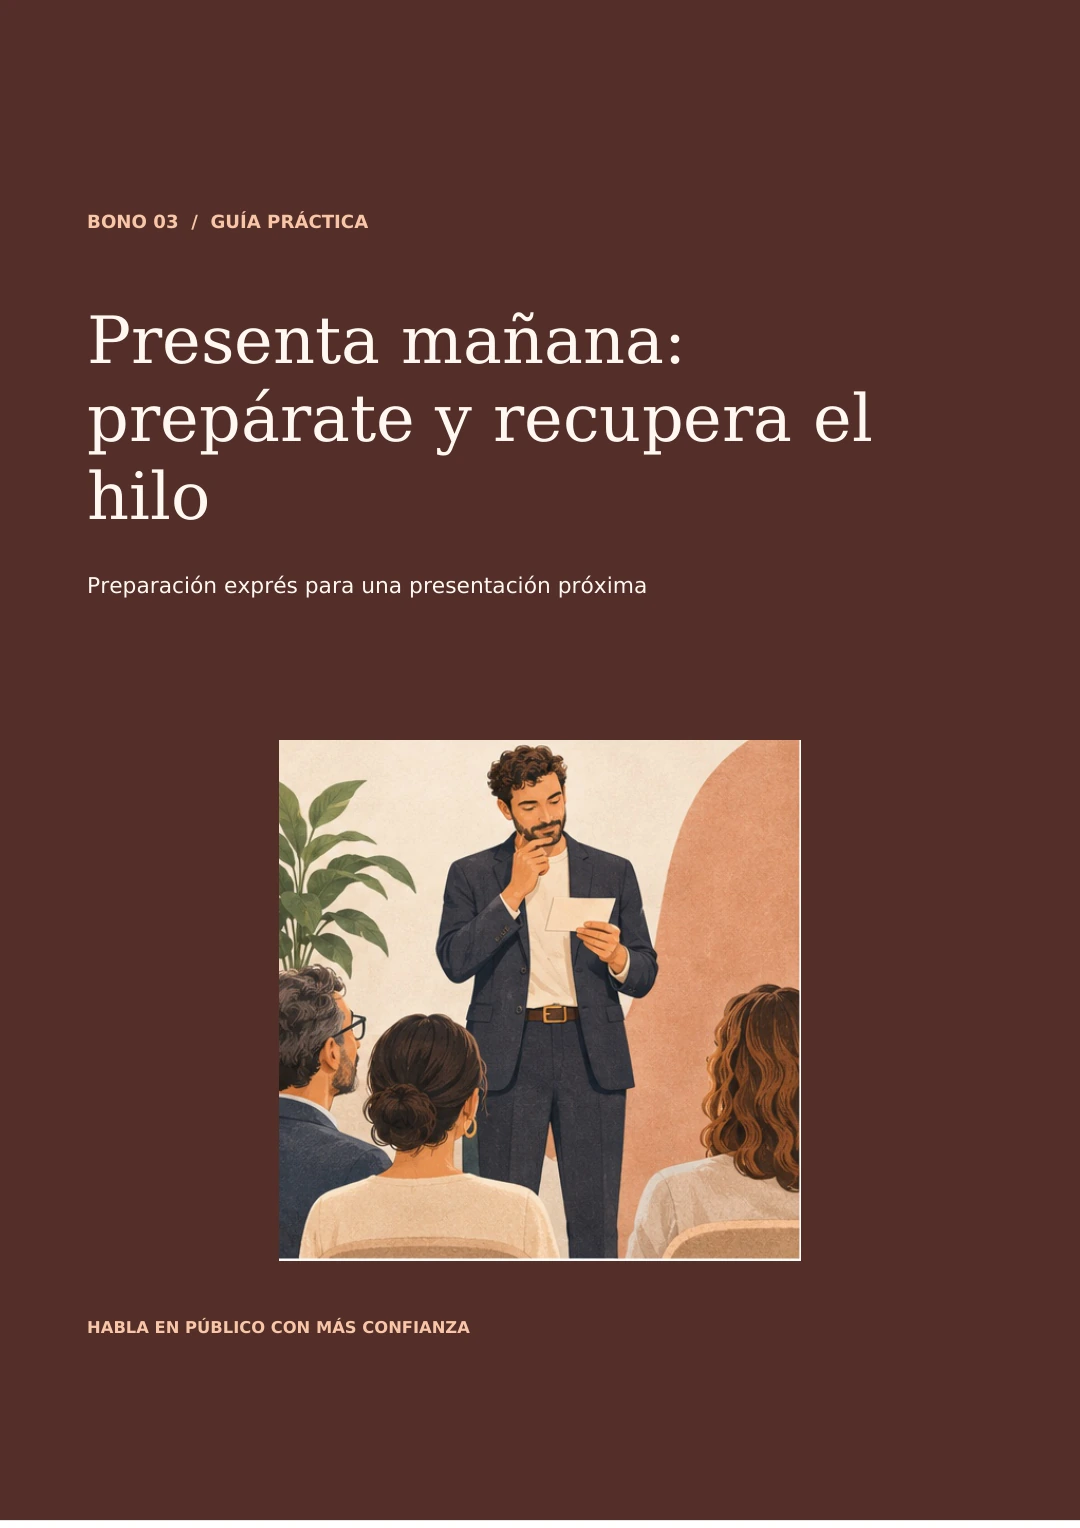 BONO 03 / GUÍA PRÁCTICA
Presenta mañana:
prepárate y recupera el
hilo
Preparación exprés para una presentación próxima
HABLA EN PÚBLICO CON MÁS CONFIANZA